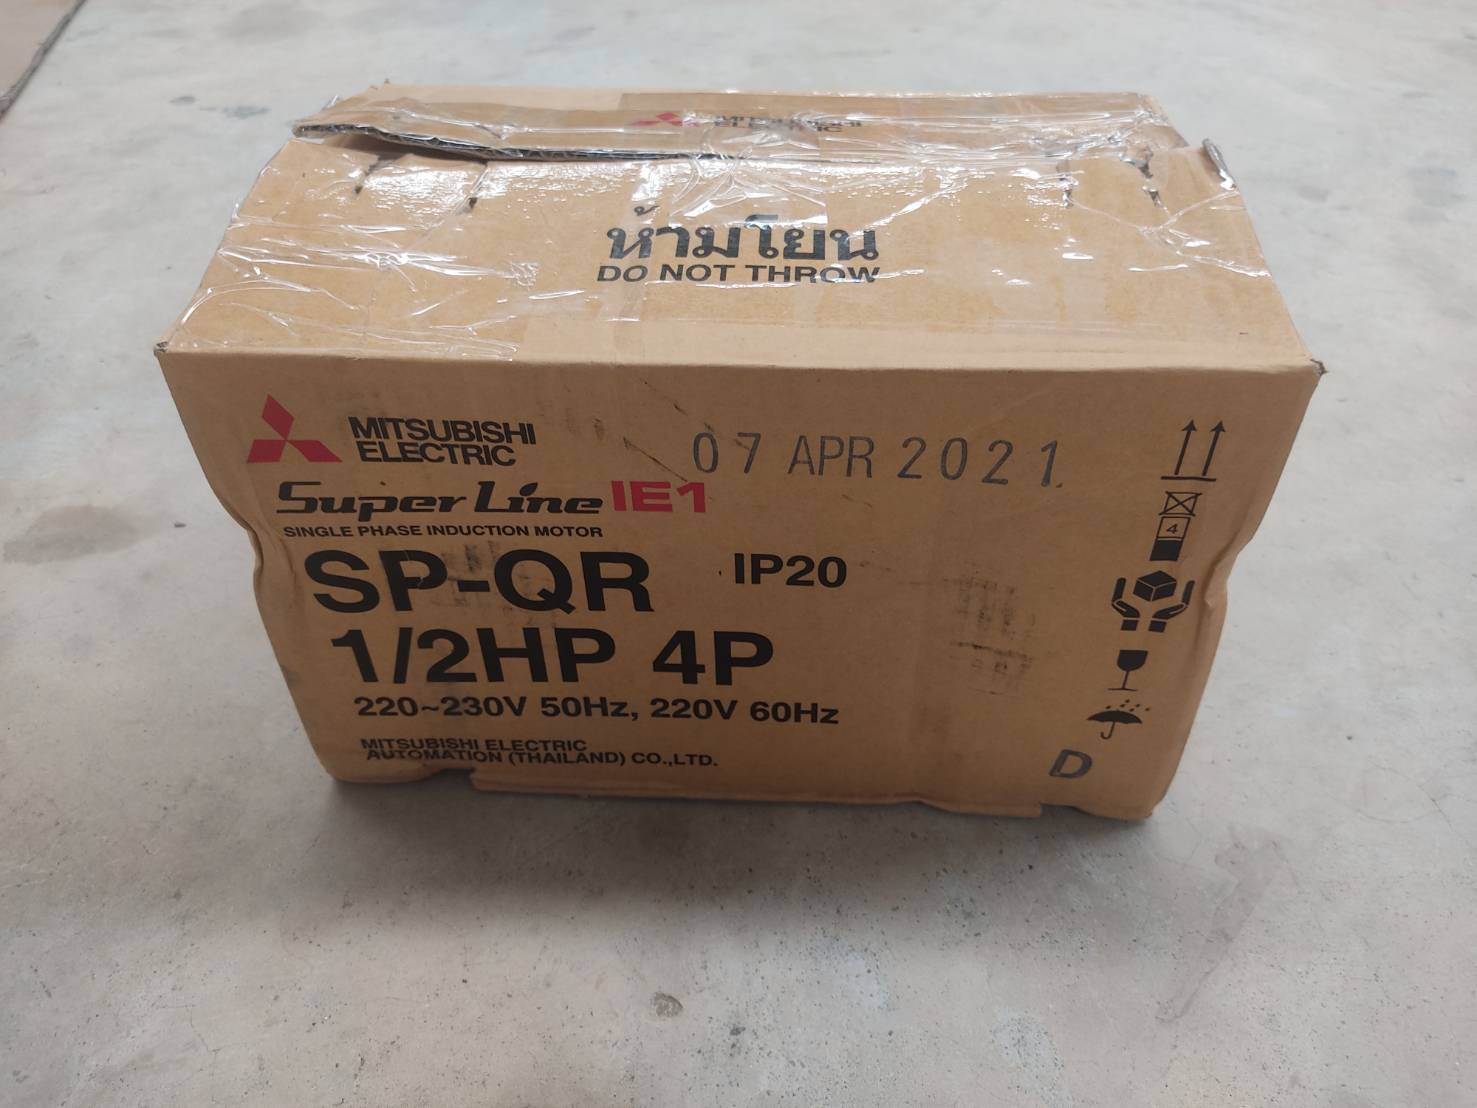 MITSUBISHI
ELECTRIC
ห้ามโยน
DO NOT THROW
MITSUBISHI
ELECTRIC
07 APR 2021
Super Line IE1
SINGLE PHASE INDUCTION MOTOR
SP-QR IP20
1/2HP 4P
220~230V 50Hz, 220V 60Hz
MITSUBISHI ELECTRIC
AUTOMATION (THAILAND) CO.,LTD.
4
D